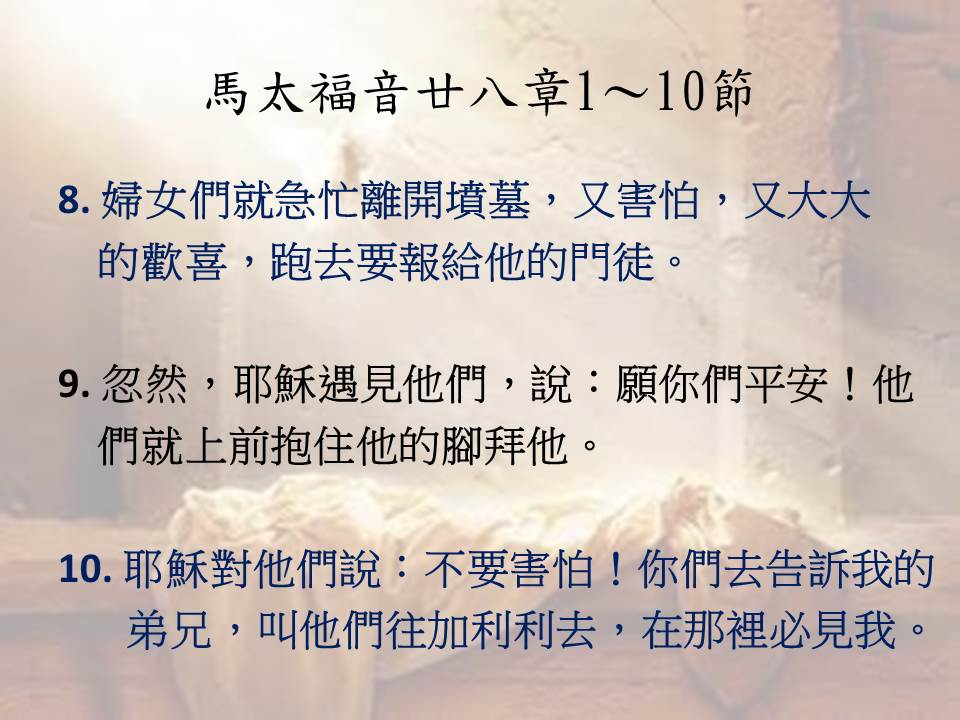 馬太福音廿八章1～10節
8. 婦女們就急忙離開墳墓，又害怕，又大大
的歡喜，跑去要報給他的門徒。
9. 忽然，耶穌遇見他們，說：願你們平安！他
們就上前抱住他的腳拜他。
10. 耶穌對他們說：不要害怕！你們去告訴我的
弟兄，叫他們往加利利去，在那裡必見我。